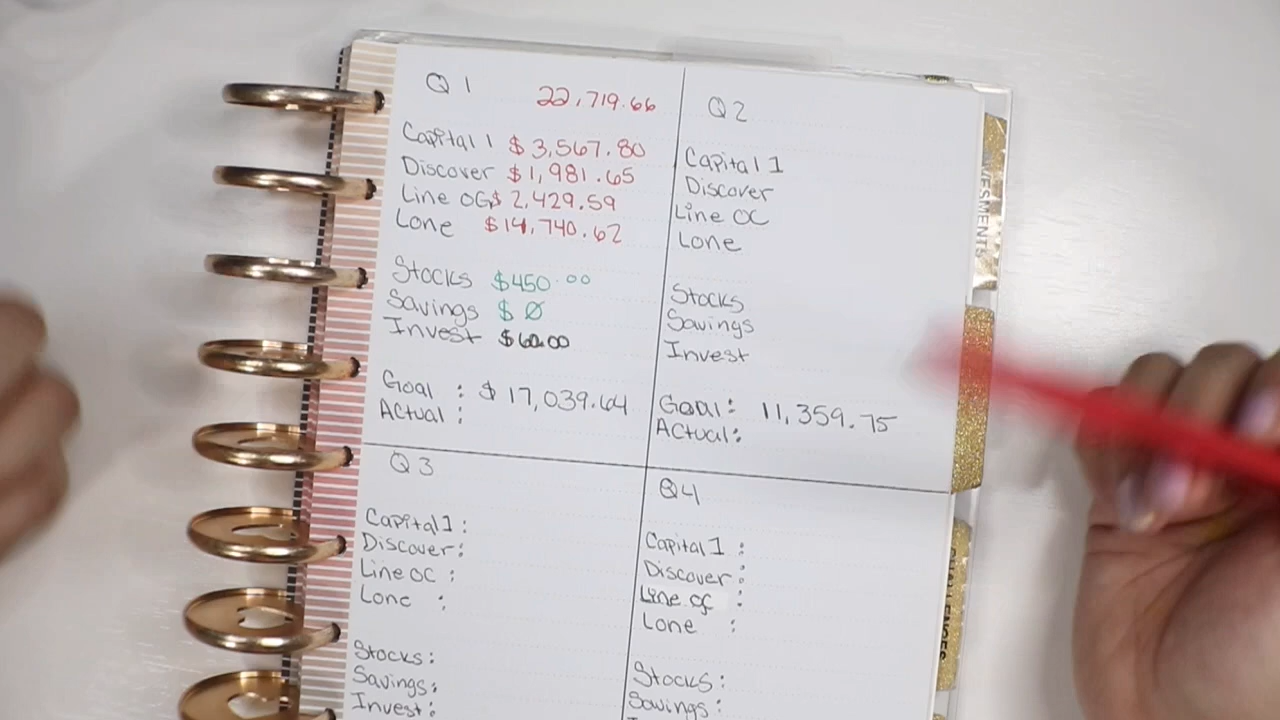 Q1 22,719.66
Capital 1 $3,567.80
Discover $1,981.65
Line OC $2,429.59
Lone $14,740.62
Stocks $450.00
Savings $0
Invest $60.00
Goal : $17,039.64
Actual :
Q2
Capital 1
Discover
Line OC
Lone
Stocks
Savings
Invest
Goal: 11,359.75
Actual:
Q3
Capital 1:
Discover:
Line OC :
Lone :
Stocks:
Savings:
Invest:
Q4
Capital 1 :
Discover :
Line of :
Lone :
Stocks:
Savings: